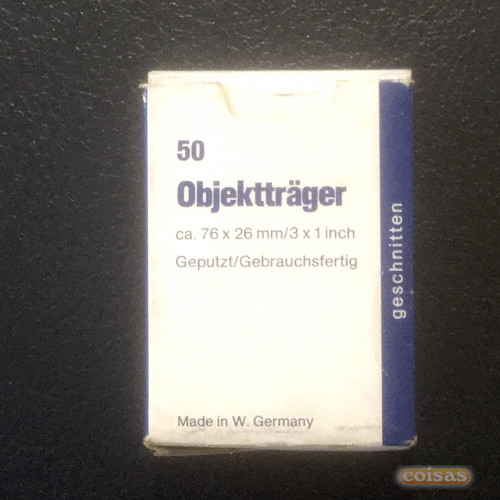 50
Objektträger
ca. 76 x 26 mm/3 x 1 inch
Geputzt/Gebrauchsfertig
geschnitten
Made in W. Germany
coisas